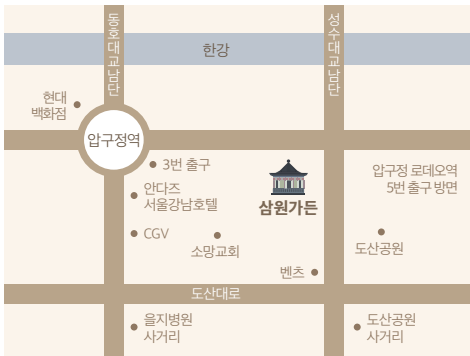 동호대교남단
성수대교남단
한강
현대
백화점
압구정역
3번 출구
안다즈
서울강남호텔
삼원가든
압구정 로데오역
5번 출구 방면
CGV
소망교회
도산공원
벤츠
도산대로
을지병원
사거리
도산공원
사거리